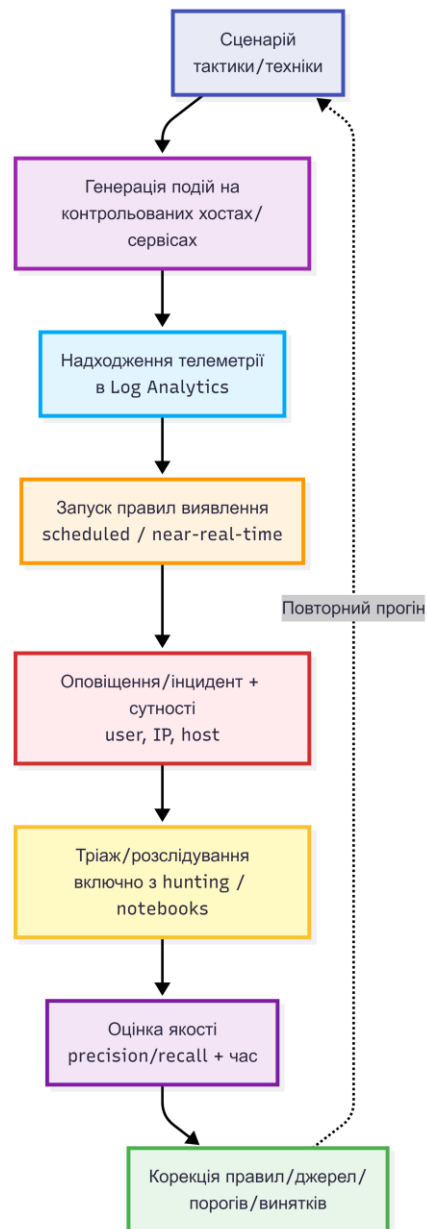 Сценарій
тактики/техніки
Генерація подій на
контрольованих хостах/
сервісах
Надходження телеметрії
в Log Analytics
Запуск правил виявлення
scheduled / near-real-time
Повторний прогін
Оповіщення/інцидент +
сутності
user, IP, host
Тріаж/розслідування
включно з hunting /
notebooks
Оцінка якості
precision/recall + час
Корекція правил/джерел/
порогів/винятків